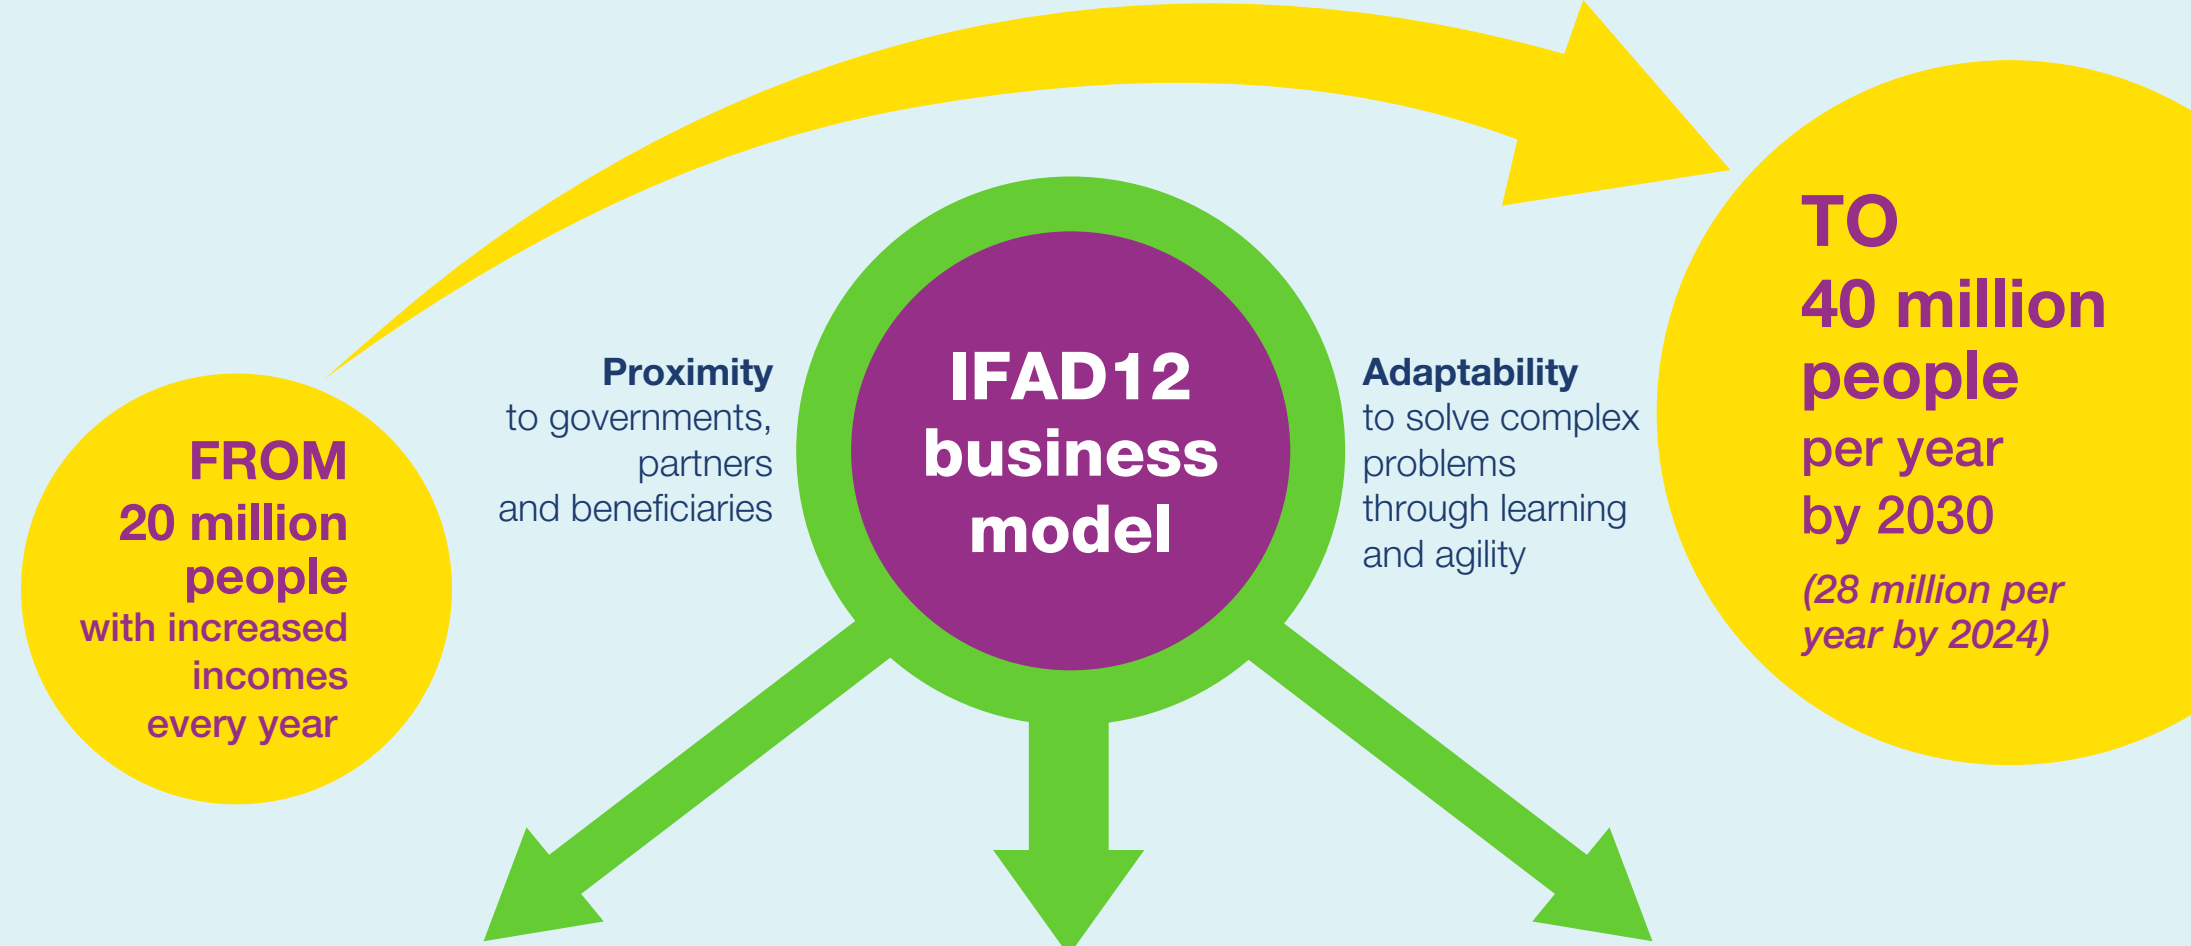 FROM
20 million
people
with increased
incomes
every year
Proximity
to governments,
partners
and beneficiaries
IFAD12
business
model
Adaptability
to solve complex
problems
through learning
and agility
TO
40 million
people
per year
by 2030
(28 million per
year by 2024)